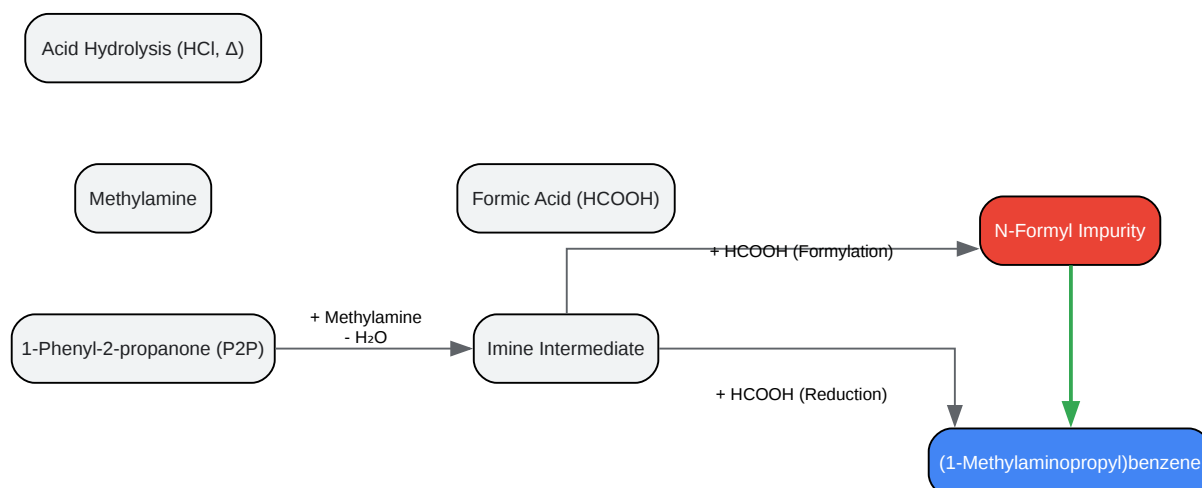 Acid Hydrolysis (HCl, Δ)
Methylamine
Formic Acid (HCOOH)
N-Formyl Impurity
+ HCOOH (Formylation)
+ Methylamine
- H₂O
1-Phenyl-2-propanone (P2P)
Imine Intermediate
+ HCOOH (Reduction)
(1-Methylaminopropyl)benzene